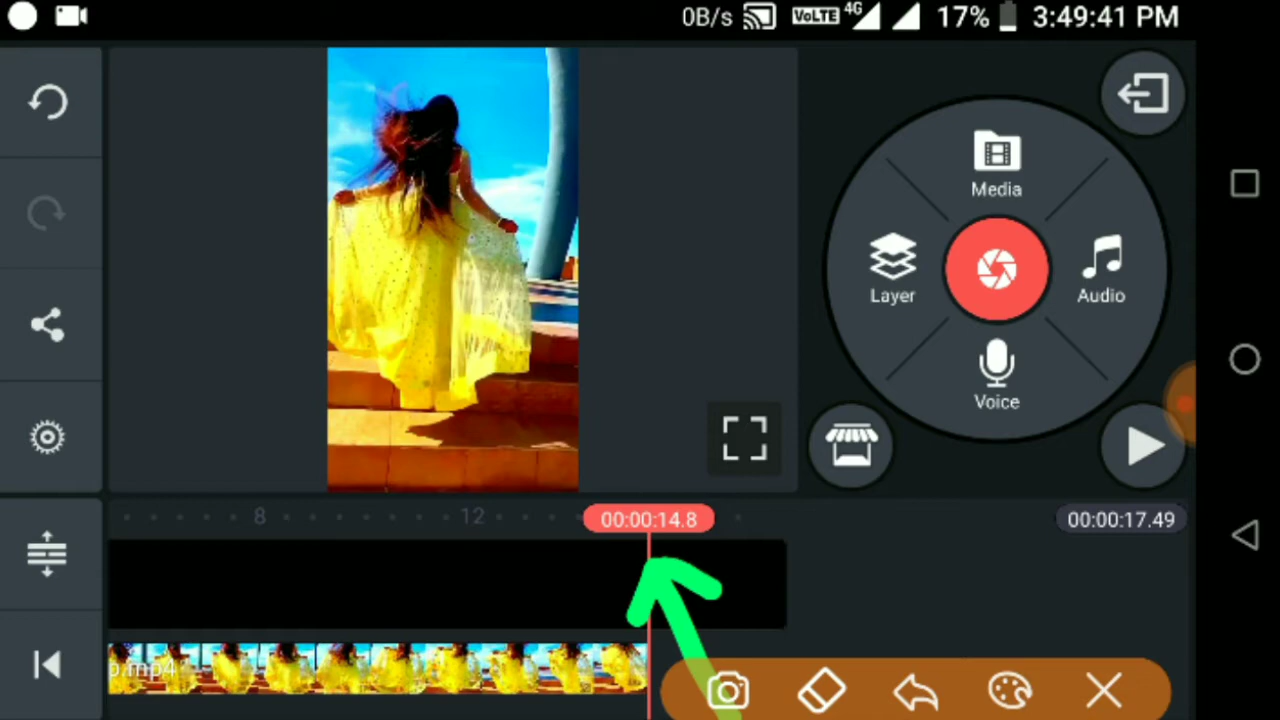 0B/s VoLTE 4G 17% 3:49:41 PM
Media
Layer
Audio
Voice
8 12 00:00:14.8 00:00:17.49
p.mp4